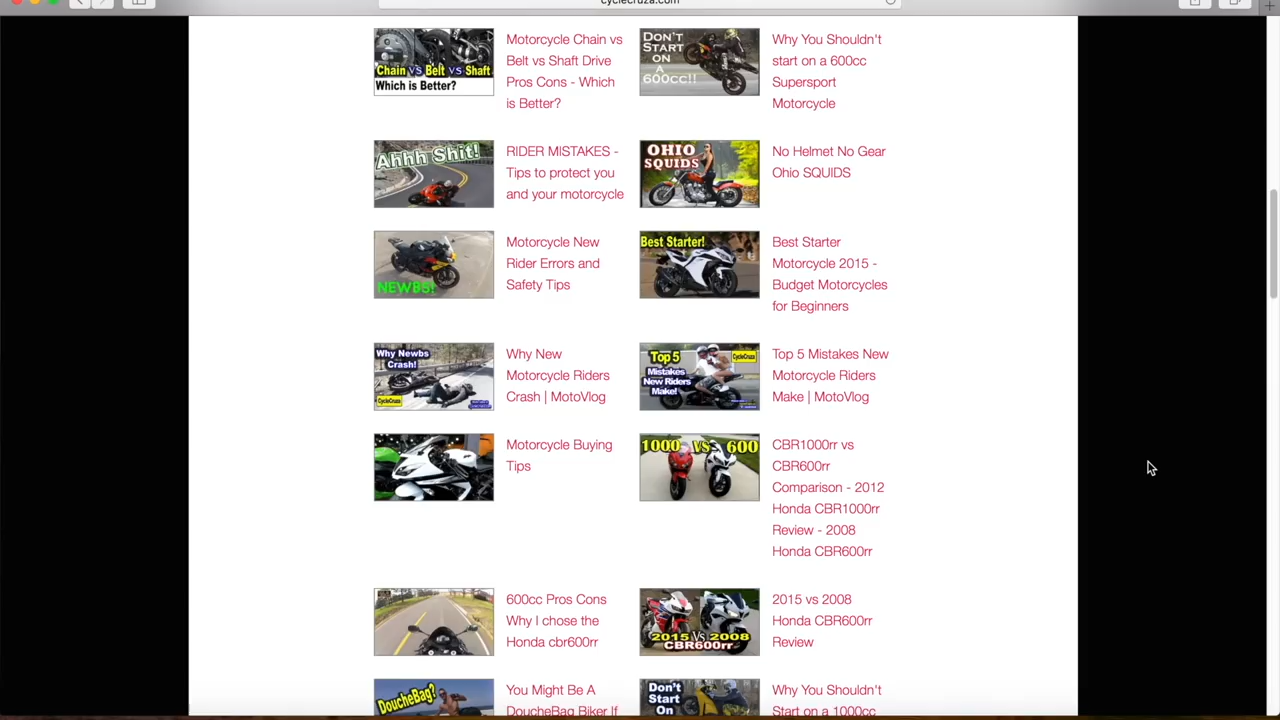 cyclecruza.com
Chain vs Belt vs Shaft
Which is Better?
Motorcycle Chain vs
Belt vs Shaft Drive
Pros Cons - Which
is Better?
DON'T
START
ON
A
600CC!!
Why You Shouldn't
start on a 600cc
Supersport
Motorcycle
Ahhh Shit!
RIDER MISTAKES -
Tips to protect you
and your motorcycle
OHIO
SQUIDS
No Helmet No Gear
Ohio SQUIDS
NEWBS!
Motorcycle New
Rider Errors and
Safety Tips
Best Starter!
Best Starter
Motorcycle 2015 -
Budget Motorcycles
for Beginners
Why Newbs
Crash!
CycleCruza
Why New
Motorcycle Riders
Crash | MotoVlog
Top 5
Mistakes
New Riders
Make!
CycleCruza
Top 5 Mistakes New
Motorcycle Riders
Make | MotoVlog
Motorcycle Buying
Tips
1000 VS 600
CBR1000rr vs
CBR600rr
Comparison - 2012
Honda CBR1000rr
Review - 2008
Honda CBR600rr
600cc Pros Cons
Why I chose the
Honda cbr600rr
2015 Vs 2008
CBR600rr
2015 vs 2008
Honda CBR600rr
Review
DoucheBag?
You Might Be A
DoucheBag Biker If
Don't
Start
On
Why You Shouldn't
Start on a 1000cc